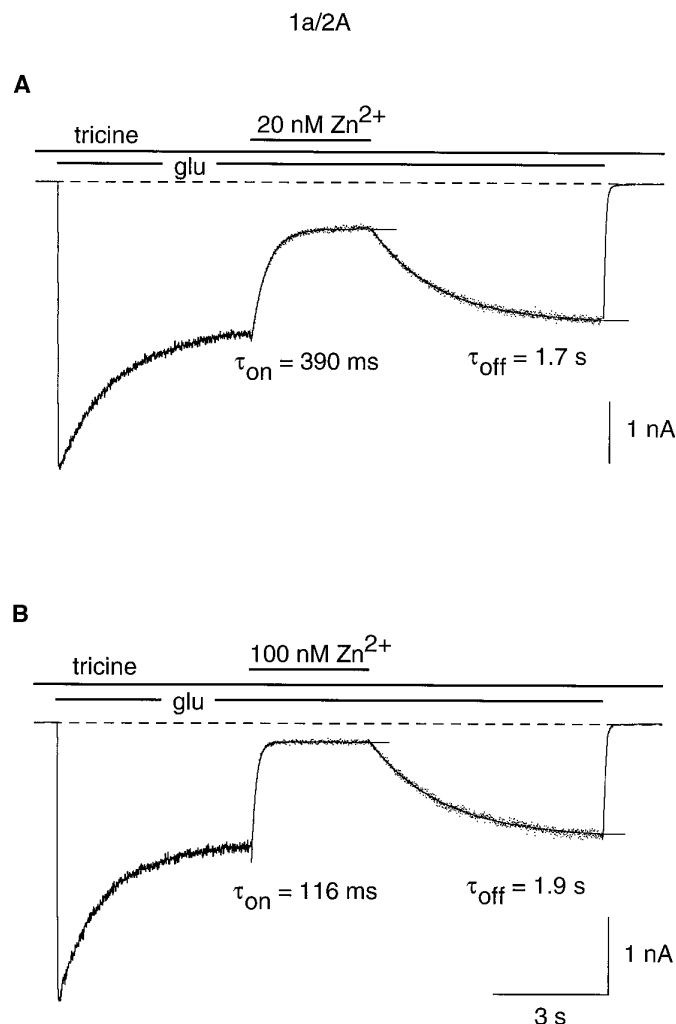 1a/2A
A
20 nM Zn2+
tricine
glu
τon = 390 ms
τoff = 1.7 s
1 nA
B
100 nM Zn2+
tricine
glu
τon = 116 ms
τoff = 1.9 s
1 nA
3 s